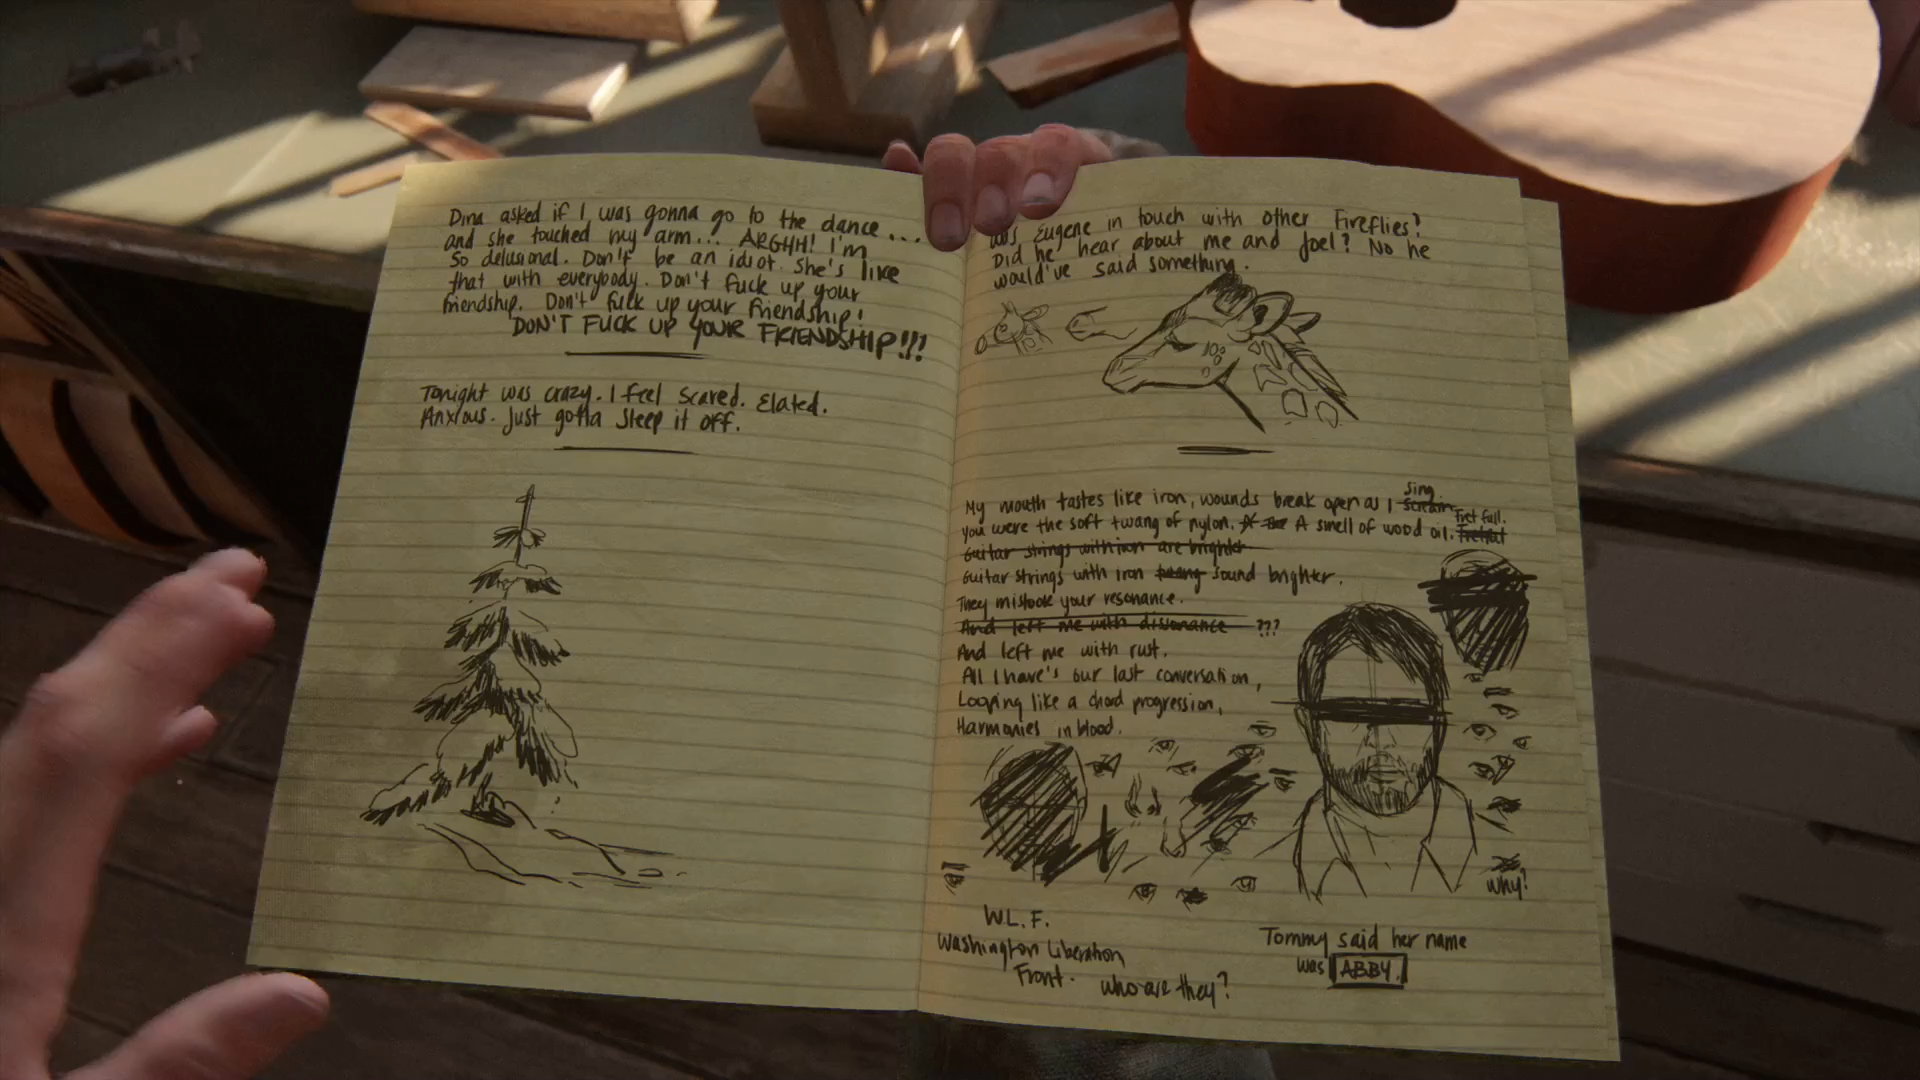 Dina asked if I was gonna go to the dance...
and she touched my arm... ARGHH! I'm
so delusional. Don't be an idiot. She's like
that with everybody. Don't fuck up your
friendship. Don't fuck up your friendship!
DON'T FUCK UP YOUR FRIENDSHIP!!!
Tonight was crazy. I feel scared. Elated.
Anxious. Just gotta sleep it off.
Was Eugene in touch with other Fireflies?
Did he hear about me and Joel? No he
would've said something.
My mouth tastes like iron, wounds break open as I scream sing
You were the soft twang of nylon. A smell of wood oil. Fretful Fret full.
Guitar strings with iron are brighter
Guitar strings with iron twang sound brighter.
They mistook your resonance.
And left me with dissonance ???
And left me with rust.
All I have's our last conversation,
Looping like a chord progression,
Harmonies in blood.
why?
W.L.F.
Washington Liberation
Front. who are they?
Tommy said her name
was ABBY.